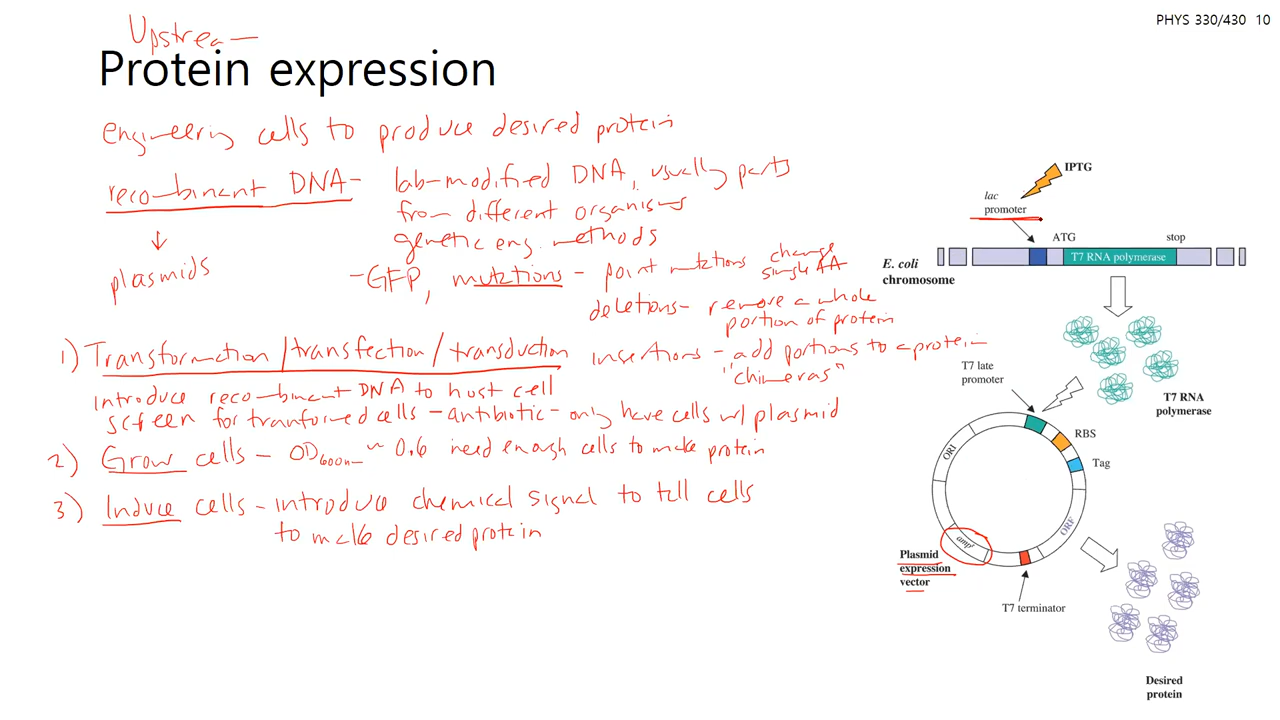 PHYS 330/430 10
Upstream
Protein expression
engineering cells to produce desired protein
recombinant DNA - lab-modified DNA, usually parts
from different organisms
genetic eng. methods
↓
plasmids
- GFP, mutations - point mutations change
single AA
deletions - remove a whole
portion of protein
insertions - add portions to a protein
"chimeras"
1) Transformation / transfection / transduction
introduce recombinant DNA to host cell
screen for tranformed cells - antibiotic - only have cells w/ plasmid
2) Grow cells - OD600nm ~ 0.6 need enough cells to make protein
3) Induce cells - introduce chemical signal to tell cells
to make desired protein
IPTG
lac
promoter
ATG
stop
T7 RNA polymerase
E. coli
chromosome
T7 late
promoter
T7 RNA
polymerase
RBS
Tag
ORI
ORF
ampr
Plasmid
expression
vector
T7 terminator
Desired
protein